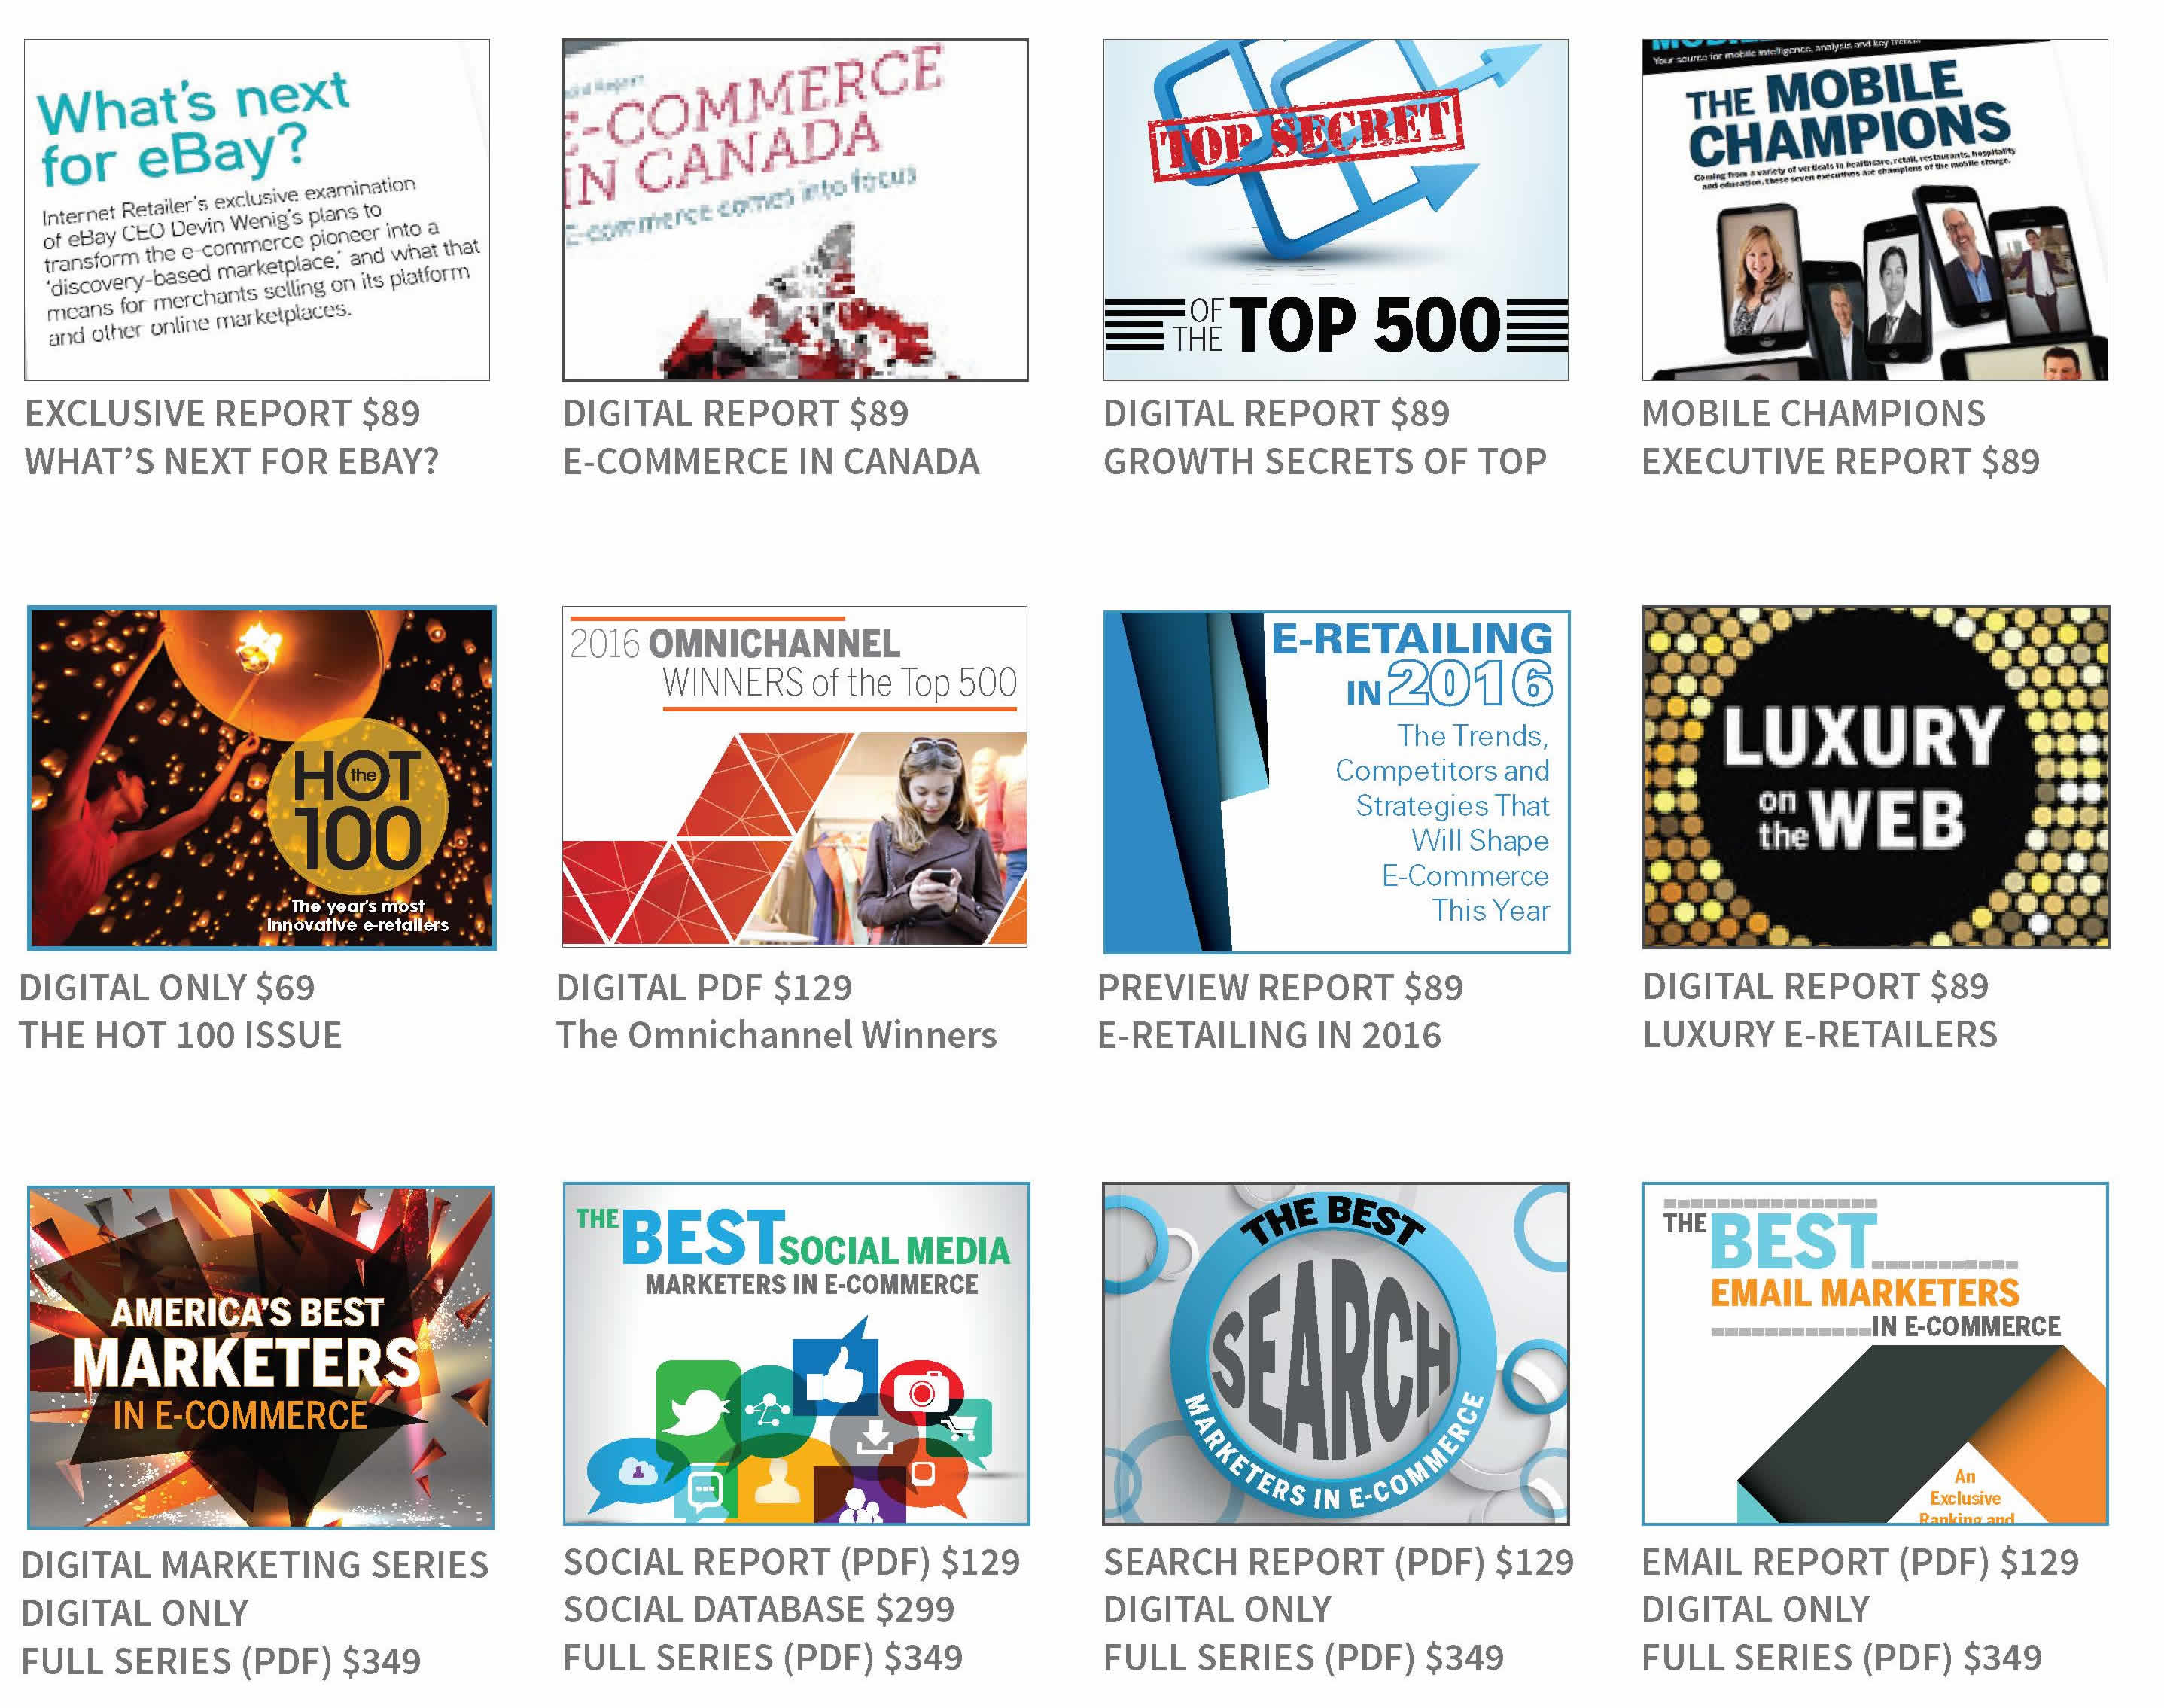 What's next
for eBay?
Internet Retailer's exclusive examination
of eBay CEO Devin Wenig's plans to
transform the e-commerce pioneer into a
'discovery-based marketplace,' and what that
means for merchants selling on its platform
and other online marketplaces.
EXCLUSIVE REPORT $89
WHAT'S NEXT FOR EBAY?
Report
E-COMMERCE
IN CANADA
E-commerce comes into focus
DIGITAL REPORT $89
E-COMMERCE IN CANADA
TOP SECRET
OF
THE TOP 500
DIGITAL REPORT $89
GROWTH SECRETS OF TOP
Your source for mobile intelligence, analysis and key trends
THE MOBILE
CHAMPIONS
Coming from a variety of verticals in healthcare, retail, restaurants, hospitality
and education, these seven executives are champions of the mobile charge.
MOBILE CHAMPIONS
EXECUTIVE REPORT $89
HOT
the
100
The year's most
innovative e-retailers
DIGITAL ONLY $69
THE HOT 100 ISSUE
2016 OMNICHANNEL
WINNERS of the Top 500
DIGITAL PDF $129
The Omnichannel Winners
E-RETAILING
IN 2016
The Trends,
Competitors and
Strategies That
Will Shape
E-Commerce
This Year
PREVIEW REPORT $89
E-RETAILING IN 2016
LUXURY
on
the WEB
DIGITAL REPORT $89
LUXURY E-RETAILERS
AMERICA'S BEST
MARKETERS
IN E-COMMERCE
DIGITAL MARKETING SERIES
DIGITAL ONLY
FULL SERIES (PDF) $349
THE BEST SOCIAL MEDIA
MARKETERS IN E-COMMERCE
SOCIAL REPORT (PDF) $129
SOCIAL DATABASE $299
FULL SERIES (PDF) $349
THE BEST
SEARCH
MARKETERS IN E-COMMERCE
SEARCH REPORT (PDF) $129
DIGITAL ONLY
FULL SERIES (PDF) $349
THE BEST
EMAIL MARKETERS
IN E-COMMERCE
An
Exclusive
Ranking and
EMAIL REPORT (PDF) $129
DIGITAL ONLY
FULL SERIES (PDF) $349